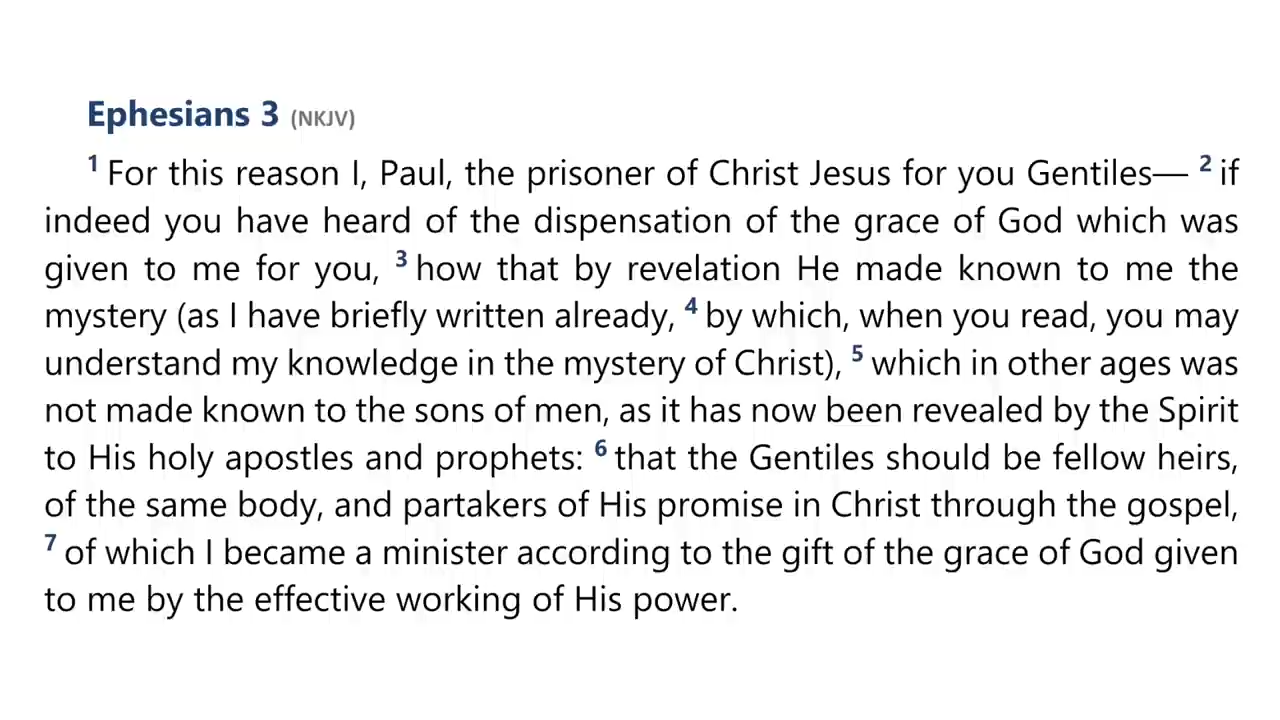 Ephesians 3 (NKJV)
1 For this reason I, Paul, the prisoner of Christ Jesus for you Gentiles— 2 if
indeed you have heard of the dispensation of the grace of God which was
given to me for you, 3 how that by revelation He made known to me the
mystery (as I have briefly written already, 4 by which, when you read, you may
understand my knowledge in the mystery of Christ), 5 which in other ages was
not made known to the sons of men, as it has now been revealed by the Spirit
to His holy apostles and prophets: 6 that the Gentiles should be fellow heirs,
of the same body, and partakers of His promise in Christ through the gospel,
7 of which I became a minister according to the gift of the grace of God given
to me by the effective working of His power.